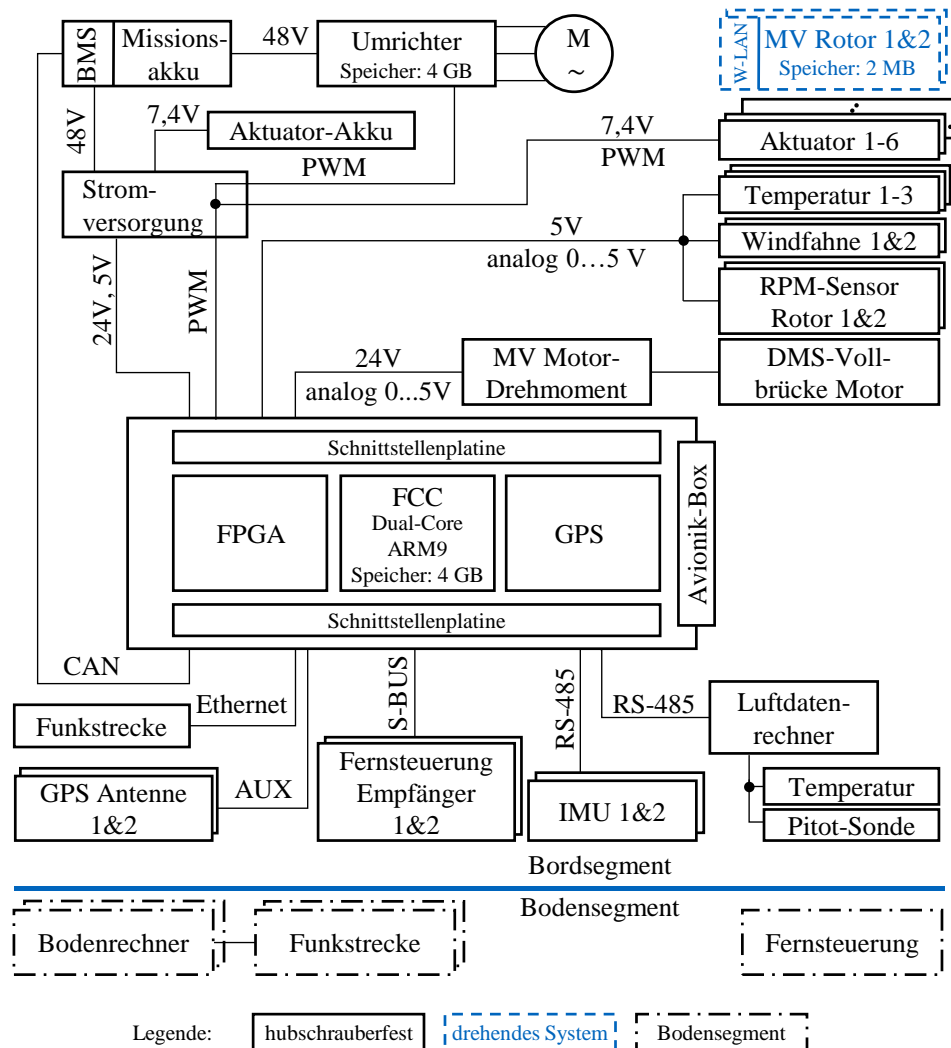 BMS
Missions-
akku
48V
Umrichter
Speicher: 4 GB
M
~
W-LAN
MV Rotor 1&2
Speicher: 2 MB
48V
7,4V
Aktuator-Akku
PWM
7,4V
PWM
Aktuator 1-6
Strom-
versorgung
Temperatur 1-3
5V
analog 0…5 V
Windfahne 1&2
RPM-Sensor
Rotor 1&2
24V, 5V
PWM
24V
analog 0...5V
MV Motor-
Drehmoment
DMS-Voll-
brücke Motor
Schnittstellenplatine
FPGA
FCC
Dual-Core
ARM9
Speicher: 4 GB
GPS
Avionik-Box
Schnittstellenplatine
CAN
Ethernet
S-BUS
RS-485
RS-485
Funkstrecke
Luftdaten-
rechner
GPS Antenne
1&2
AUX
Fernsteuerung
Empfänger
1&2
IMU 1&2
Temperatur
Pitot-Sonde
Bordsegment
Bodensegment
Bodenrechner
Funkstrecke
Fernsteuerung
Legende:
hubschrauberfest
drehendes System
Bodensegment